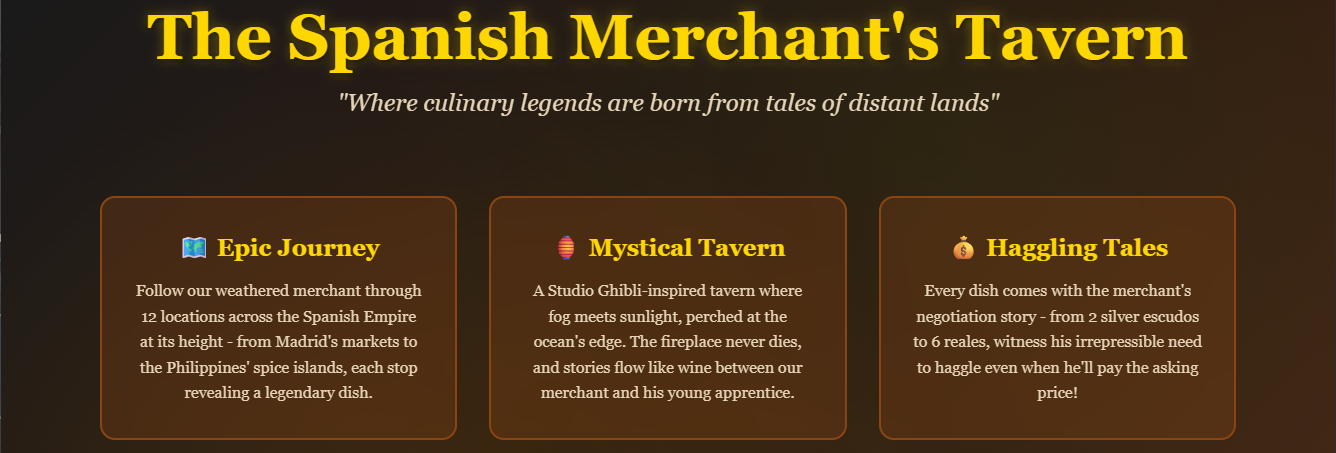 The Spanish Merchant's Tavern
"Where culinary legends are born from tales of distant lands"
🗺️ Epic Journey
Follow our weathered merchant through
12 locations across the Spanish Empire
at its height - from Madrid's markets to
the Philippines' spice islands, each stop
revealing a legendary dish.
🏮 Mystical Tavern
A Studio Ghibli-inspired tavern where
fog meets sunlight, perched at the
ocean's edge. The fireplace never dies,
and stories flow like wine between our
merchant and his young apprentice.
💰 Haggling Tales
Every dish comes with the merchant's
negotiation story - from 2 silver escudos
to 6 reales, witness his irrepressible need
to haggle even when he'll pay the asking
price!